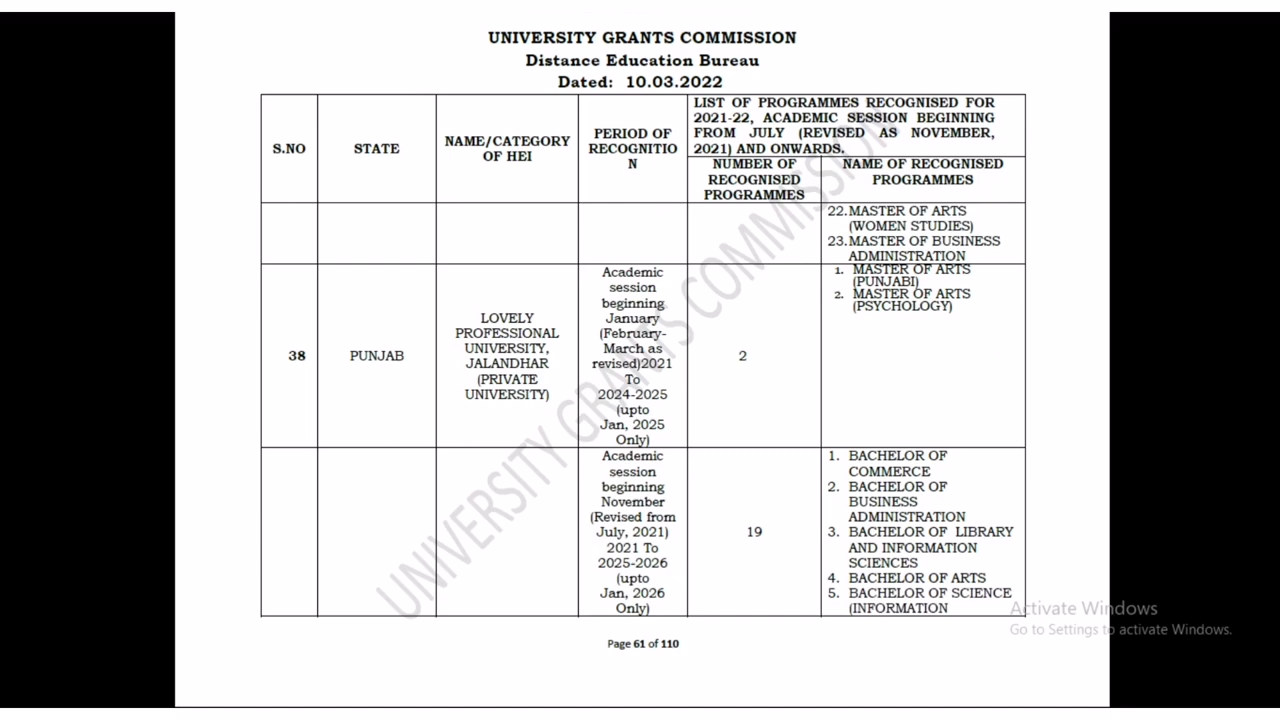 UNIVERSITY GRANTS COMMISSION
Distance Education Bureau
Dated: 10.03.2022
S.NO
STATE
NAME/CATEGORY
OF HEI
PERIOD OF
RECOGNITIO
N
LIST OF PROGRAMMES RECOGNISED FOR
2021-22, ACADEMIC SESSION BEGINNING
FROM JULY (REVISED AS NOVEMBER,
2021) AND ONWARDS.
NUMBER OF
RECOGNISED
PROGRAMMES
NAME OF RECOGNISED
PROGRAMMES
22.MASTER OF ARTS
(WOMEN STUDIES)
23.MASTER OF BUSINESS
ADMINISTRATION
38
PUNJAB
LOVELY
PROFESSIONAL
UNIVERSITY,
JALANDHAR
(PRIVATE
UNIVERSITY)
Academic
session
beginning
January
(February-
March as
revised)2021
To
2024-2025
(upto
Jan, 2025
Only)
2
1. MASTER OF ARTS
(PUNJABI)
2. MASTER OF ARTS
(PSYCHOLOGY)
Academic
session
beginning
November
(Revised from
July, 2021)
2021 To
2025-2026
(upto
Jan, 2026
Only)
19
1. BACHELOR OF
COMMERCE
2. BACHELOR OF
BUSINESS
ADMINISTRATION
3. BACHELOR OF LIBRARY
AND INFORMATION
SCIENCES
4. BACHELOR OF ARTS
5. BACHELOR OF SCIENCE
(INFORMATION
UNIVERSITY GRANTS COMMISSION
Page 61 of 110
Activate Windows
Go to Settings to activate Windows.